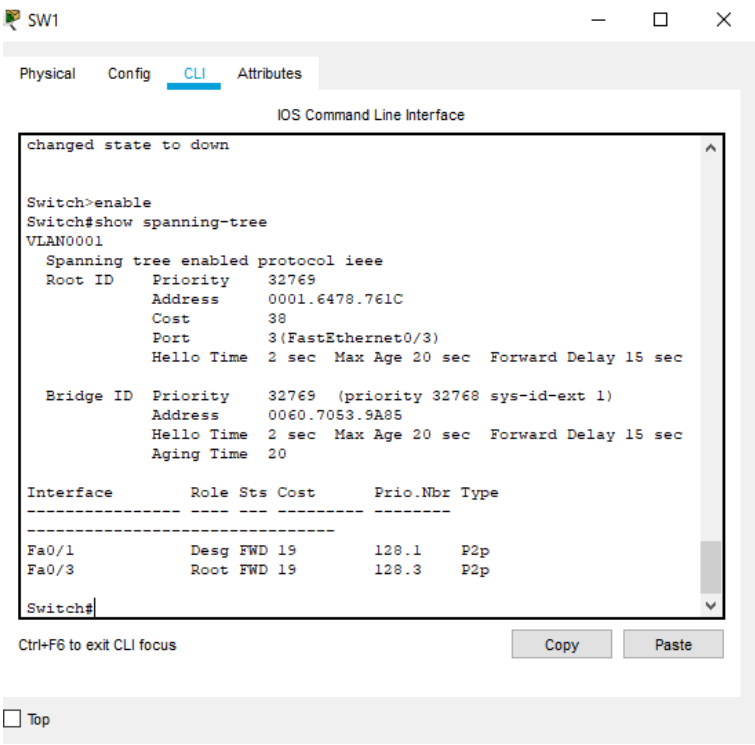 SW1
Physical Config CLI Attributes
IOS Command Line Interface
changed state to down
Switch>enable
Switch#show spanning-tree
VLAN0001
  Spanning tree enabled protocol ieee
  Root ID    Priority    32769
             Address     0001.6478.761C
             Cost        38
             Port        3(FastEthernet0/3)
             Hello Time  2 sec  Max Age 20 sec  Forward Delay 15 sec
  Bridge ID  Priority    32769  (priority 32768 sys-id-ext 1)
             Address     0060.7053.9A85
             Hello Time  2 sec  Max Age 20 sec  Forward Delay 15 sec
             Aging Time  20
Interface        Role Sts Cost      Prio.Nbr Type
---------------- ---- --- --------- --------
--------------------------------
Fa0/1            Desg FWD 19        128.1    P2p
Fa0/3            Root FWD 19        128.3    P2p
Switch#
Ctrl+F6 to exit CLI focus Copy Paste
Top